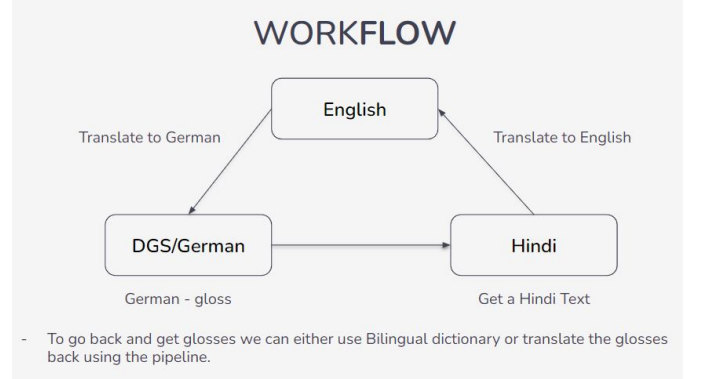 WORKFLOW
English
Translate to German
Translate to English
DGS/German
Hindi
German - gloss
Get a Hindi Text
- To go back and get glosses we can either use Bilingual dictionary or translate the glosses
back using the pipeline.